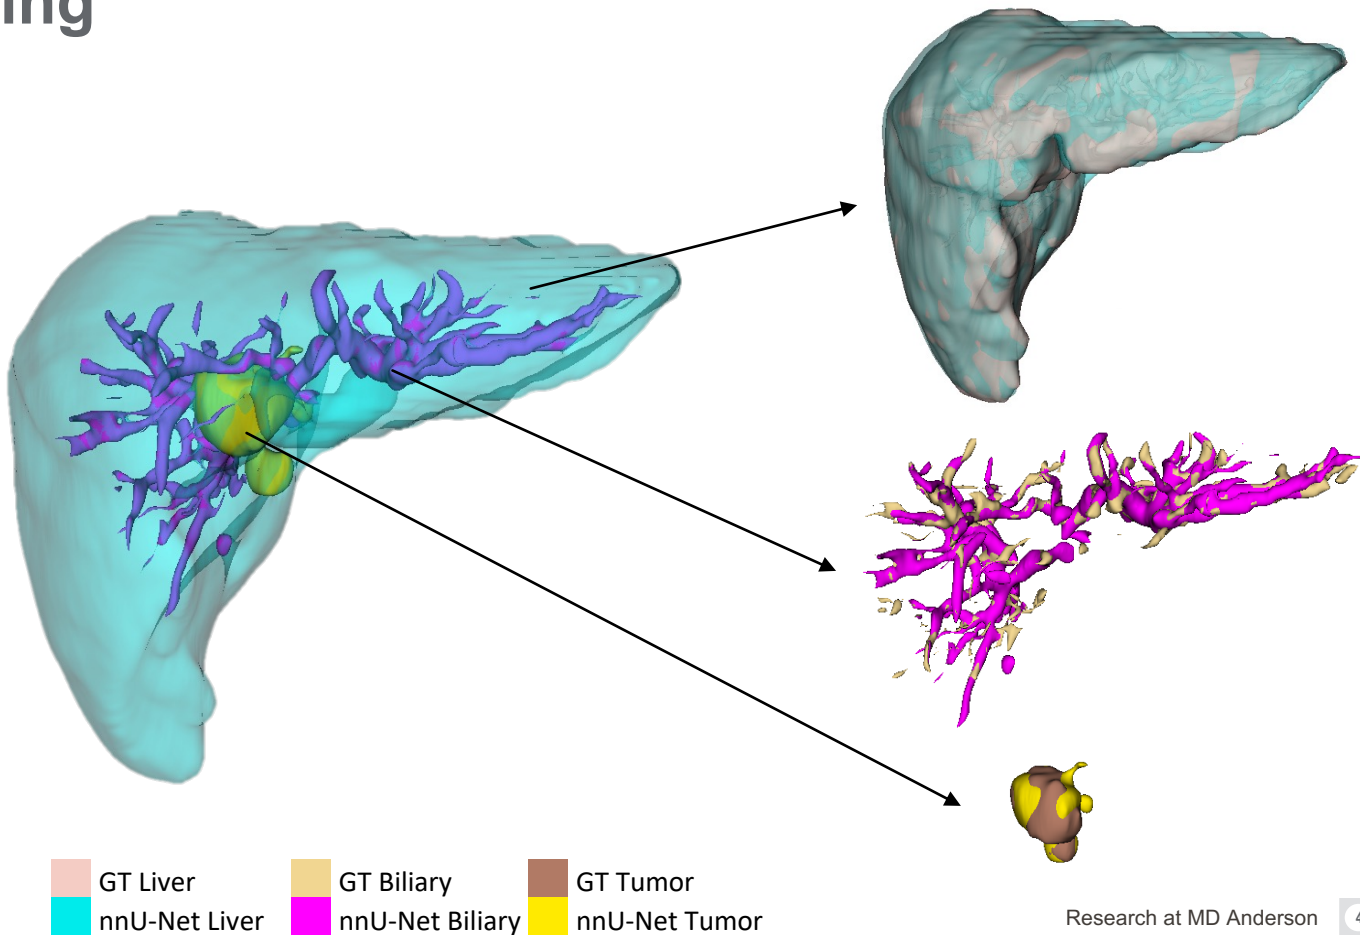 ing
GT Liver
GT Biliary
GT Tumor
nnU-Net Liver
nnU-Net Biliary
nnU-Net Tumor
Research at MD Anderson
4